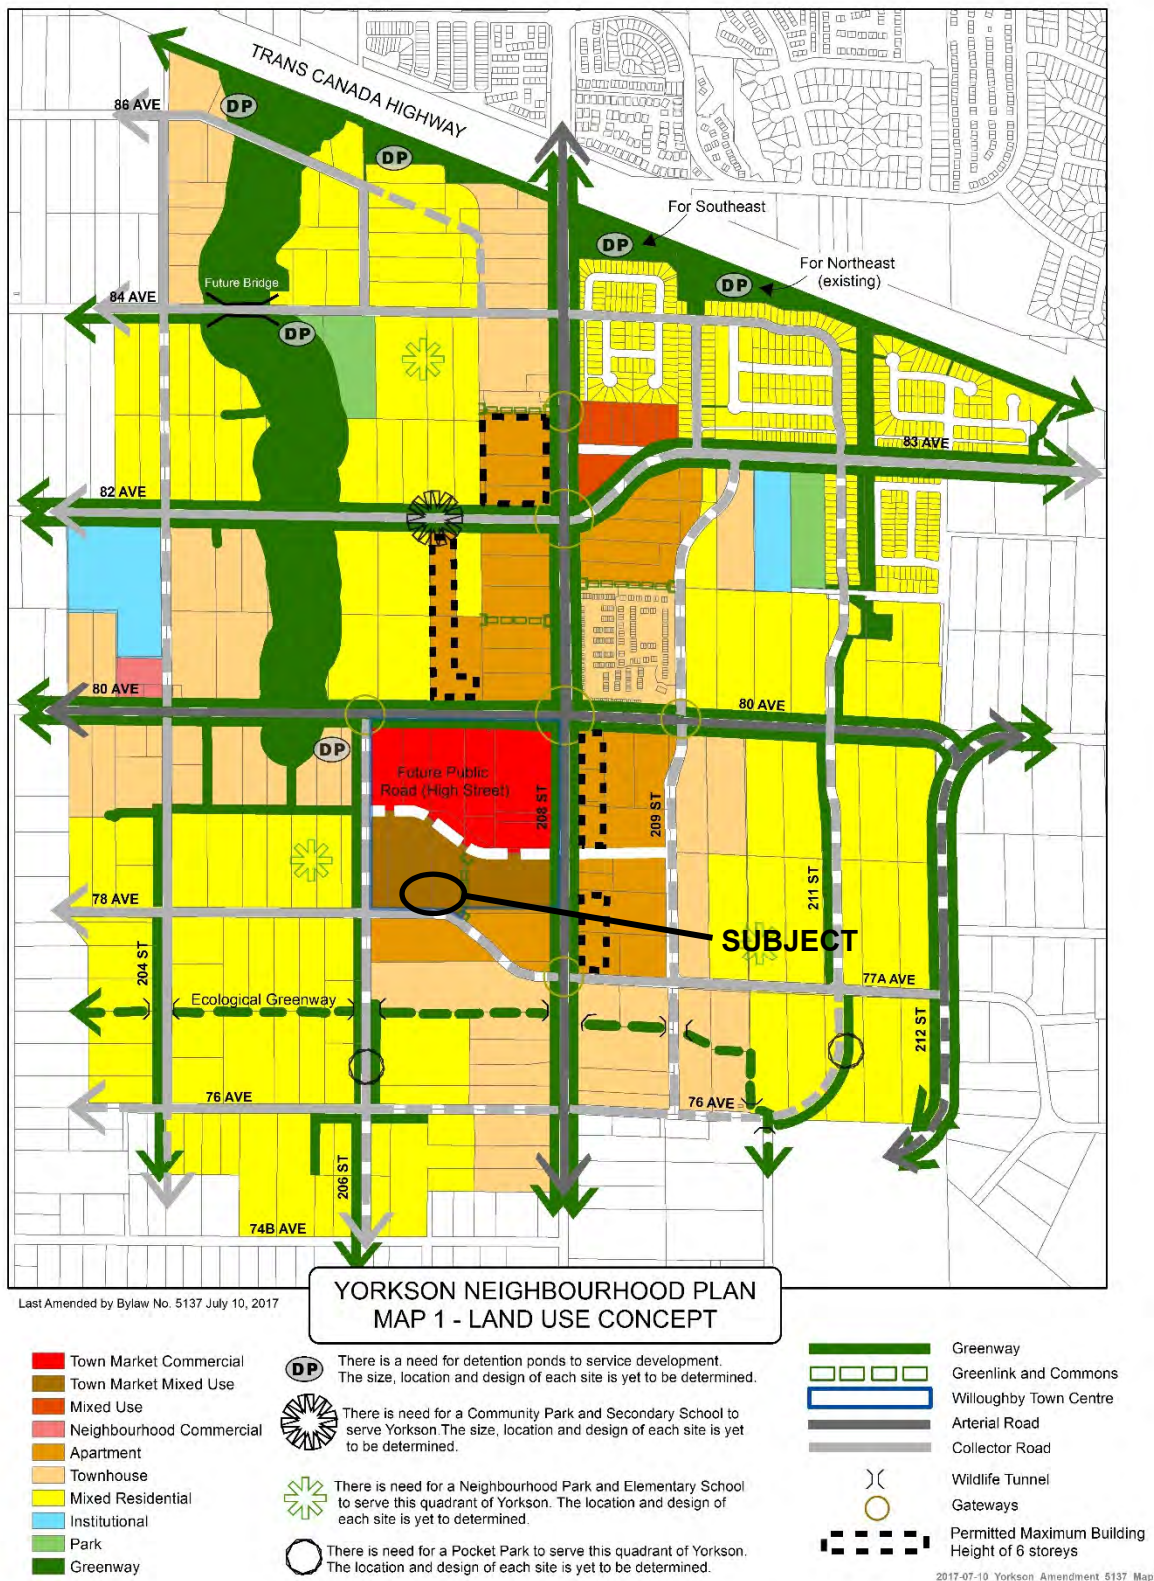 TRANS CANADA HIGHWAY
86 AVE
DP
DP
For Southeast
DP
For Northeast
(existing)
DP
Future Bridge
84 AVE
DP
83 AVE
82 AVE
80 AVE
80 AVE
DP
Future Public
Road (High Street)
208 ST
209 ST
211 ST
78 AVE
SUBJECT
204 ST
77A AVE
Ecological Greenway
212 ST
76 AVE
76 AVE
206 ST
74B AVE
Last Amended by Bylaw No. 5137 July 10, 2017
YORKSON NEIGHBOURHOOD PLAN
MAP 1 - LAND USE CONCEPT
Town Market Commercial
Town Market Mixed Use
Mixed Use
Neighbourhood Commercial
Apartment
Townhouse
Mixed Residential
Institutional
Park
Greenway
DP
There is a need for detention ponds to service development.
The size, location and design of each site is yet to be determined.
There is need for a Community Park and Secondary School to
serve Yorkson.The size, location and design of each site is yet
to be determined.
There is need for a Neighbourhood Park and Elementary School
to serve this quadrant of Yorkson. The location and design of
each site is yet to determined.
There is need for a Pocket Park to serve this quadrant of Yorkson.
The location and design of each site is yet to be determined.
Greenway
Greenlink and Commons
Willoughby Town Centre
Arterial Road
Collector Road
Wildlife Tunnel
Gateways
Permitted Maximum Building
Height of 6 storeys
2017-07-10_Yorkson_Amendment_5137_Map